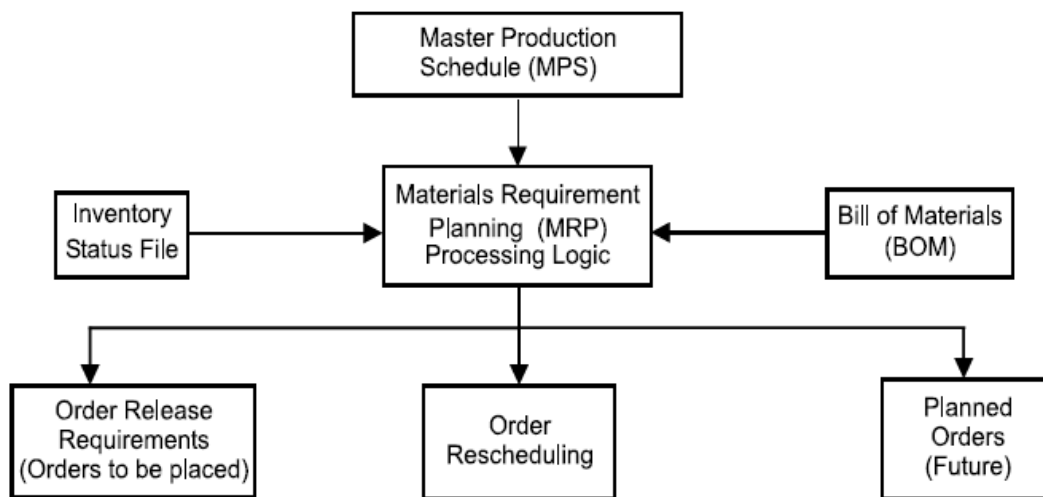 Master Production
Schedule (MPS)
Materials Requirement
Planning (MRP)
Processing Logic
Inventory
Status File
Bill of Materials
(BOM)
Order Release
Requirements
(Orders to be placed)
Order
Rescheduling
Planned
Orders
(Future)